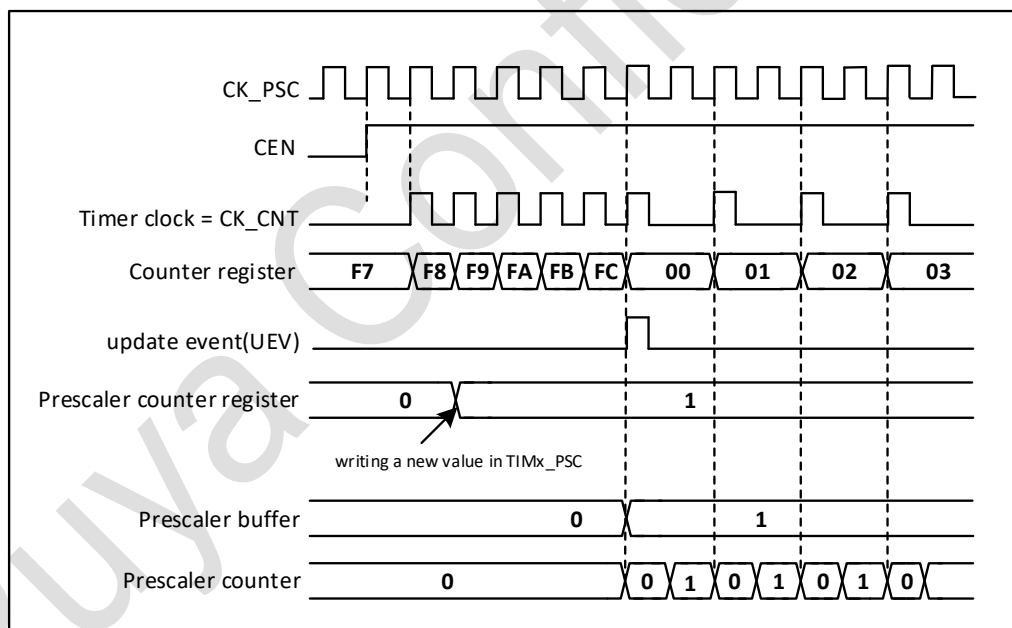 CK_PSC
CEN
Timer clock = CK_CNT
Counter register F7 F8 F9 FA FB FC 00 01 02 03
update event(UEV)
Prescaler counter register 0 1
writing a new value in TIMx_PSC
Prescaler buffer 0 1
Prescaler counter 0 0 1 0 1 0 1 0